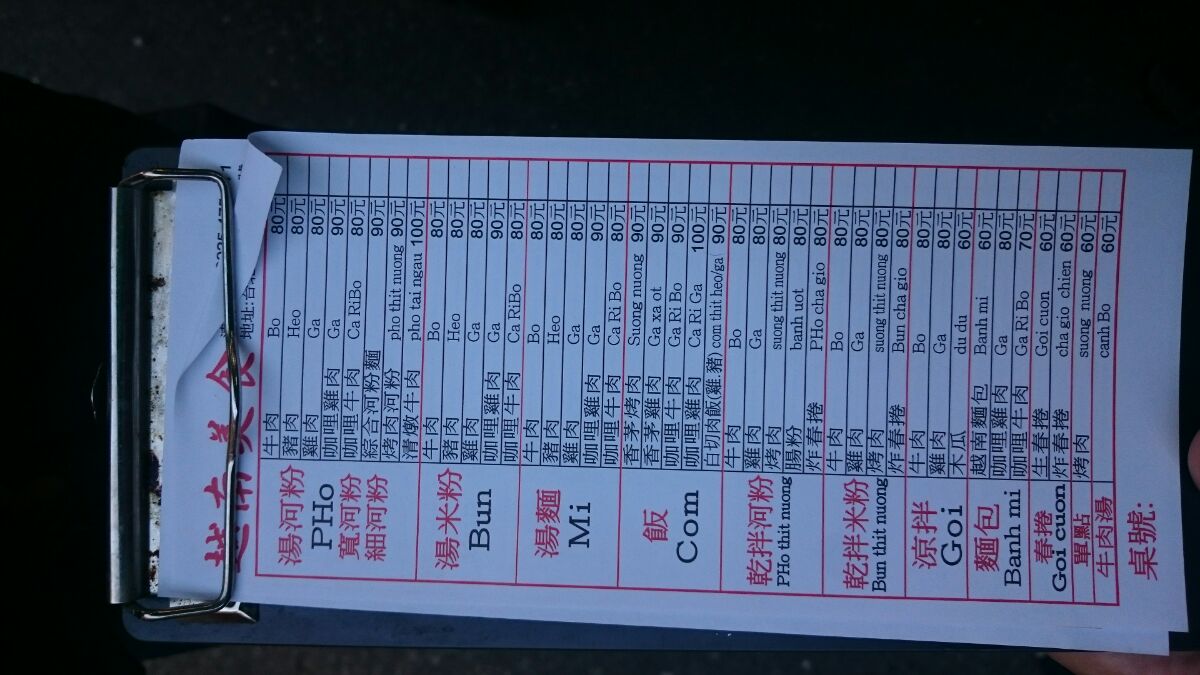 越南美食
地址:
湯河粉
PHo
寬河粉
細河粉
牛肉 Bo 80元
豬肉 Heo 80元
雞肉 Ga 80元
咖哩雞肉 Ga 90元
咖哩牛肉 Ca RiBo 80元
綜合河粉麵 90元
烤肉河粉 pho thit nuong 90元
清燉牛肉 pho tai ngau 100元
湯米粉
Bun
牛肉 Bo 80元
豬肉 Heo 80元
雞肉 Ga 80元
咖哩雞肉 Ga 90元
咖哩牛肉 Ca RiBo 80元
湯麵
Mi
牛肉 Bo 80元
豬肉 Heo 80元
雞肉 Ga 80元
咖哩雞肉 Ga 90元
咖哩牛肉 Ca Ri Bo 80元
飯
Com
香茅烤肉 Suong nuong 90元
香茅雞肉 Ga xa ot 90元
咖哩牛肉 Ga Ri Bo 90元
咖哩雞肉 Ca Ri Ga 100元
白切肉飯(雞.豬) com thit heo/ga 90元
乾拌河粉
PHo thit nuong
牛肉 Bo 80元
雞肉 Ga 80元
烤肉 suong thit nuong 80元
腸粉 banh uot 80元
炸春捲 PHo cha gio 80元
乾拌米粉
Bun thit nuong
牛肉 Bo 80元
雞肉 Ga 80元
烤肉 suong thit nuong 80元
炸春捲 Bun cha gio 80元
涼拌
Goi
牛肉 Bo 80元
雞肉 Ga 80元
木瓜 du du 60元
麵包
Banh mi
越南麵包 Banh mi 60元
咖哩雞肉 Ga 80元
咖哩牛肉 Ga Ri Bo 70元
春捲
Goi cuon
生春捲 Goi cuon 60元
炸春捲 cha gio chien 60元
單點 烤肉 suong nuong 60元
牛肉湯 canh Bo 60元
桌號: